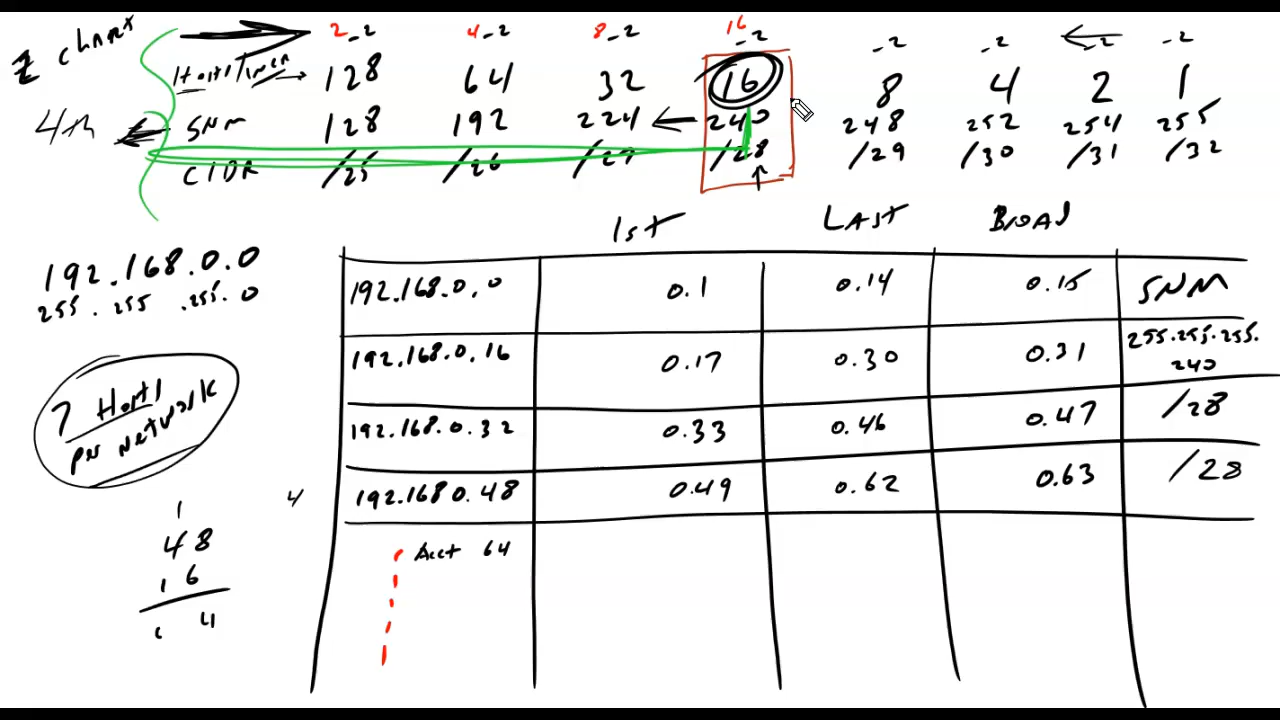 Z chart
2 -2 4 -2 8 -2 16 -2 -2 -2 -2 -2
Host/Incr 128 64 32 16 8 4 2 1
4th SNM 128 192 224 240 248 252 254 255
CIDR /25 /26 /27 /28 /29 /30 /31 /32
1st LAST BROAD
192.168.0.0
255.255.255.0
192.168.0.0 0.1 0.14 0.15 SNM
192.168.0.16 0.17 0.30 0.31 255.255.255.
240
7 Hosts
per network
192.168.0.32 0.33 0.46 0.47 /28
4 192.1680.48 0.49 0.62 0.63 /28
1
48
16
64
64